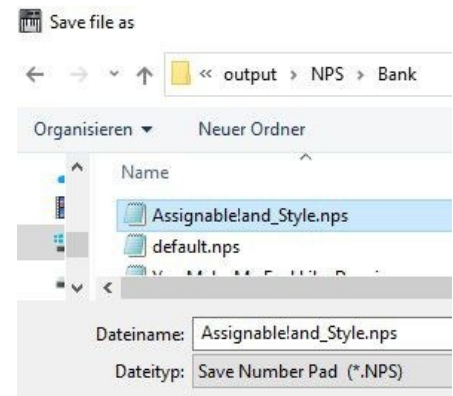 Save file as
« output › NPS › Bank
Organisieren Neuer Ordner
Name
Assignable!and_Style.nps
default.nps
Dateiname: Assignable!and_Style.nps
Dateityp: Save Number Pad (*.NPS)